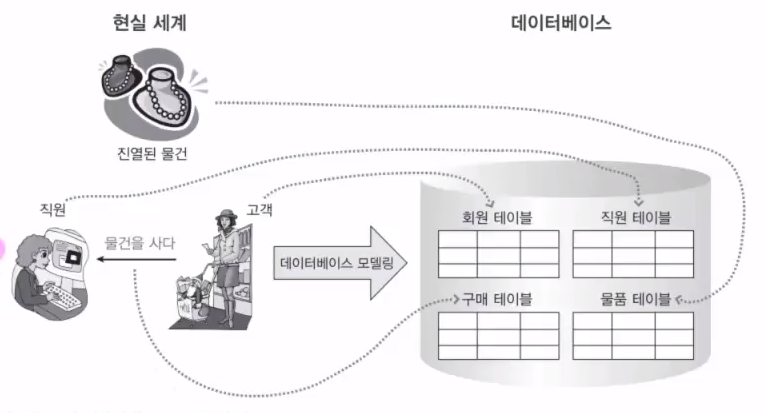 현실 세계
데이터베이스
진열된 물건
직원
고객
물건을 사다
데이터베이스 모델링
회원 테이블
직원 테이블
구매 테이블
물품 테이블